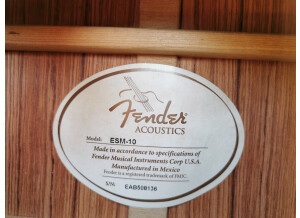 Fender
ACOUSTICS
Model: ESM-10
Made in accordance to specifications of
Fender Musical Instruments Corp U.S.A.
Manufactured in Mexico
Fender is a registered trademark of FMIC.
S/N: EAB508138